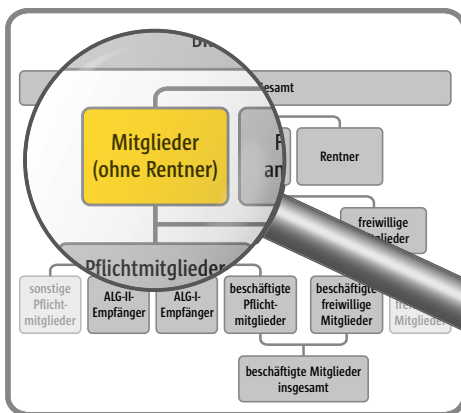 esamt
Mitglieder
(ohne Rentner)
Rentner
freiwillige
Pflichtmitglieder
sonstige
Pflicht-
mitglieder
ALG-II-
Empfänger
ALG-I-
Empfänger
beschäftigte
Pflicht-
mitglieder
beschäftigte
freiwillige
Mitglieder
Mitglieder
beschäftigte Mitglieder
insgesamt